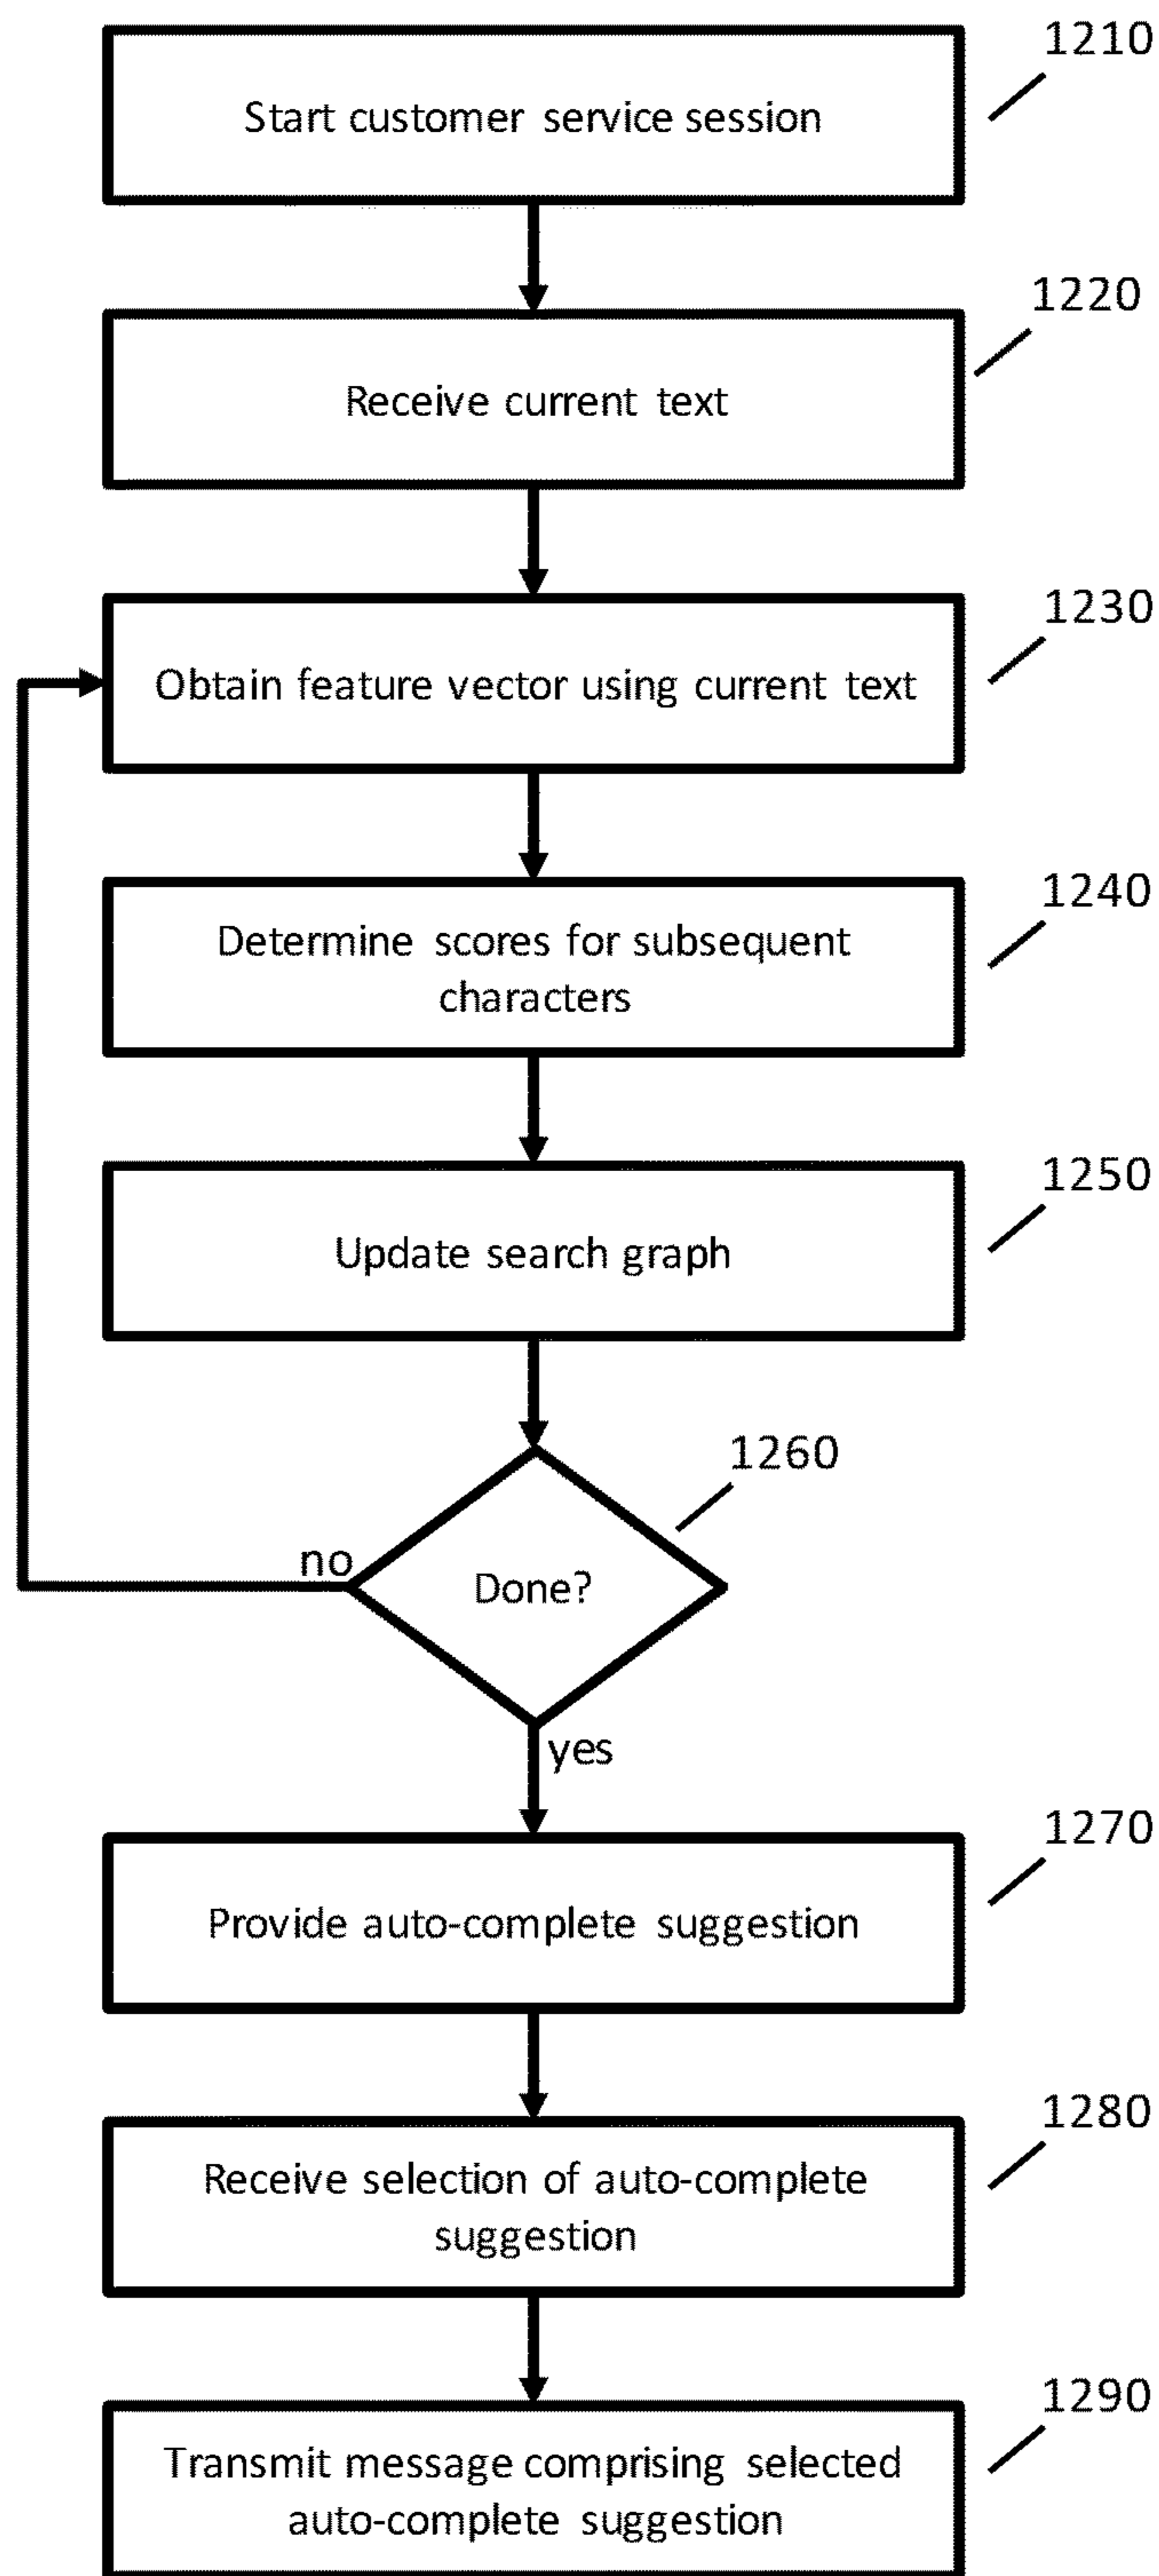 1210
Start customer service session
1220
Receive current text
1230
Obtain feature vector using current text
1240
Determine scores for subsequent
characters
1250
Update search graph
1260
no
Done?
yes
1270
Provide auto-complete suggestion
1280
Receive selection of auto-complete
suggestion
1290
Transmit message comprising selected
auto-complete suggestion